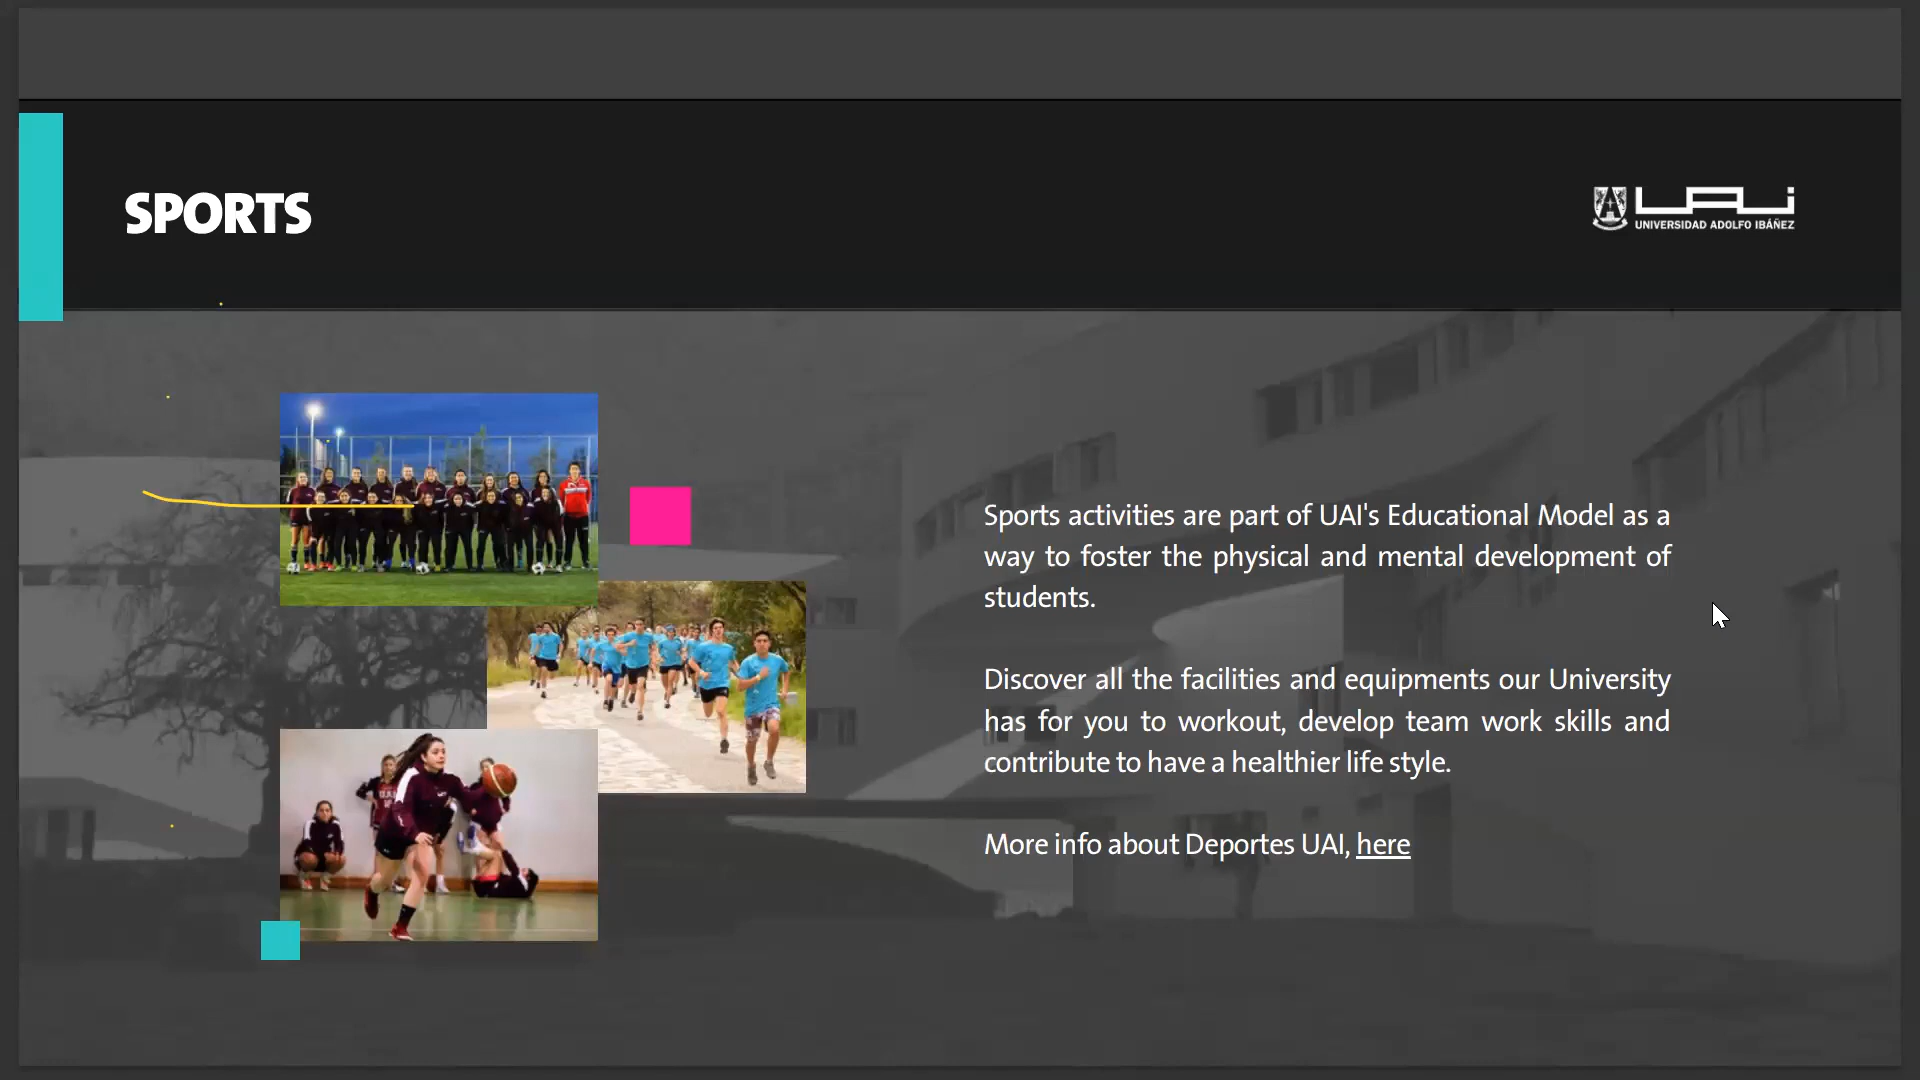 SPORTS
UAI
UNIVERSIDAD ADOLFO IBÁÑEZ
Sports activities are part of UAI's Educational Model as a
way to foster the physical and mental development of
students.
Discover all the facilities and equipments our University
has for you to workout, develop team work skills and
contribute to have a healthier life style.
More info about Deportes UAI, here